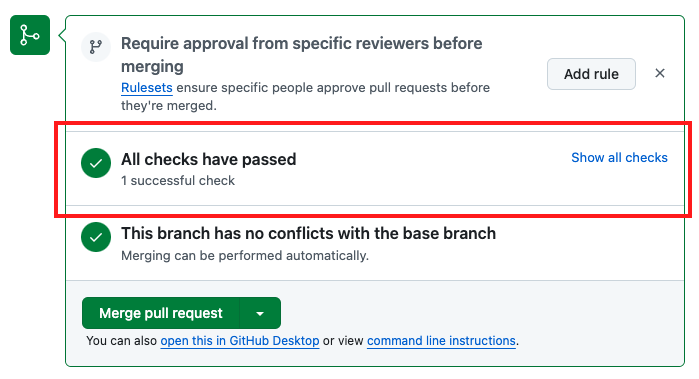 Require approval from specific reviewers before
merging
Rulesets ensure specific people approve pull requests before
they're merged.
Add rule
All checks have passed
Show all checks
1 successful check
This branch has no conflicts with the base branch
Merging can be performed automatically.
Merge pull request
You can also open this in GitHub Desktop or view command line instructions.